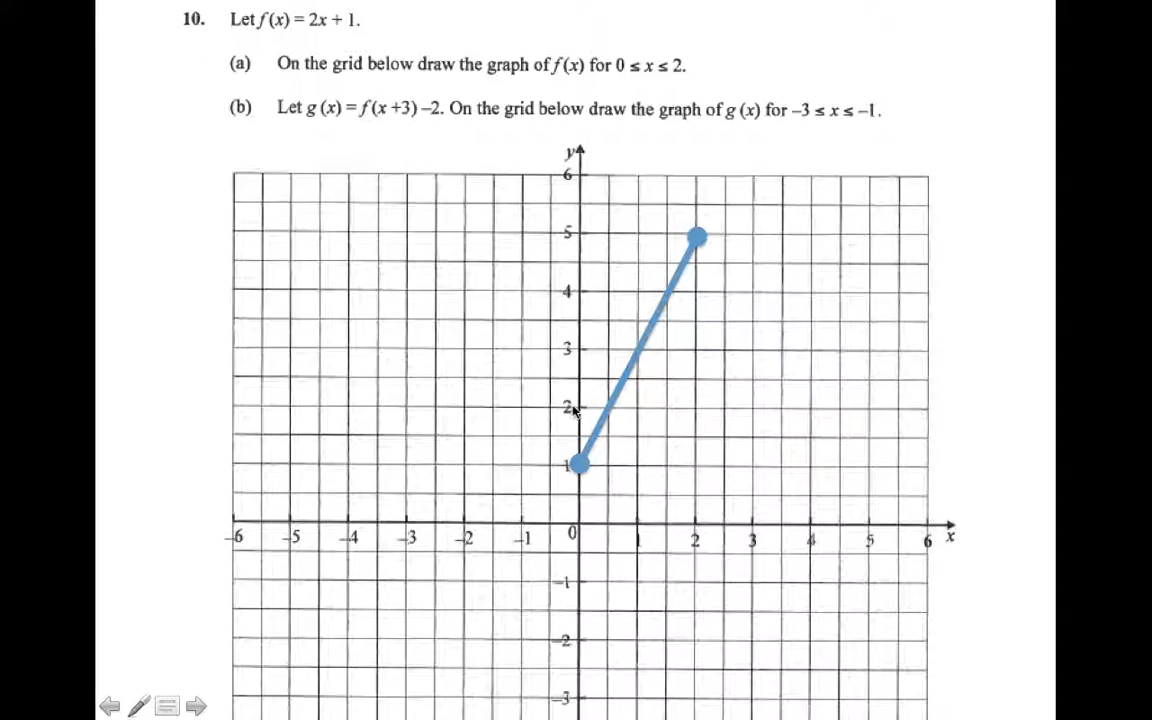 10. Let f (x) = 2x + 1.
(a) On the grid below draw the graph of f (x) for 0 ≤ x ≤ 2.
(b) Let g (x) = f (x +3) –2. On the grid below draw the graph of g (x) for –3 ≤ x ≤ –1.
y
6
5
4
3
2
1
–6 –5 –4 –3 –2 –1 0 1 2 3 4 5 6 x
–1
–2
–3